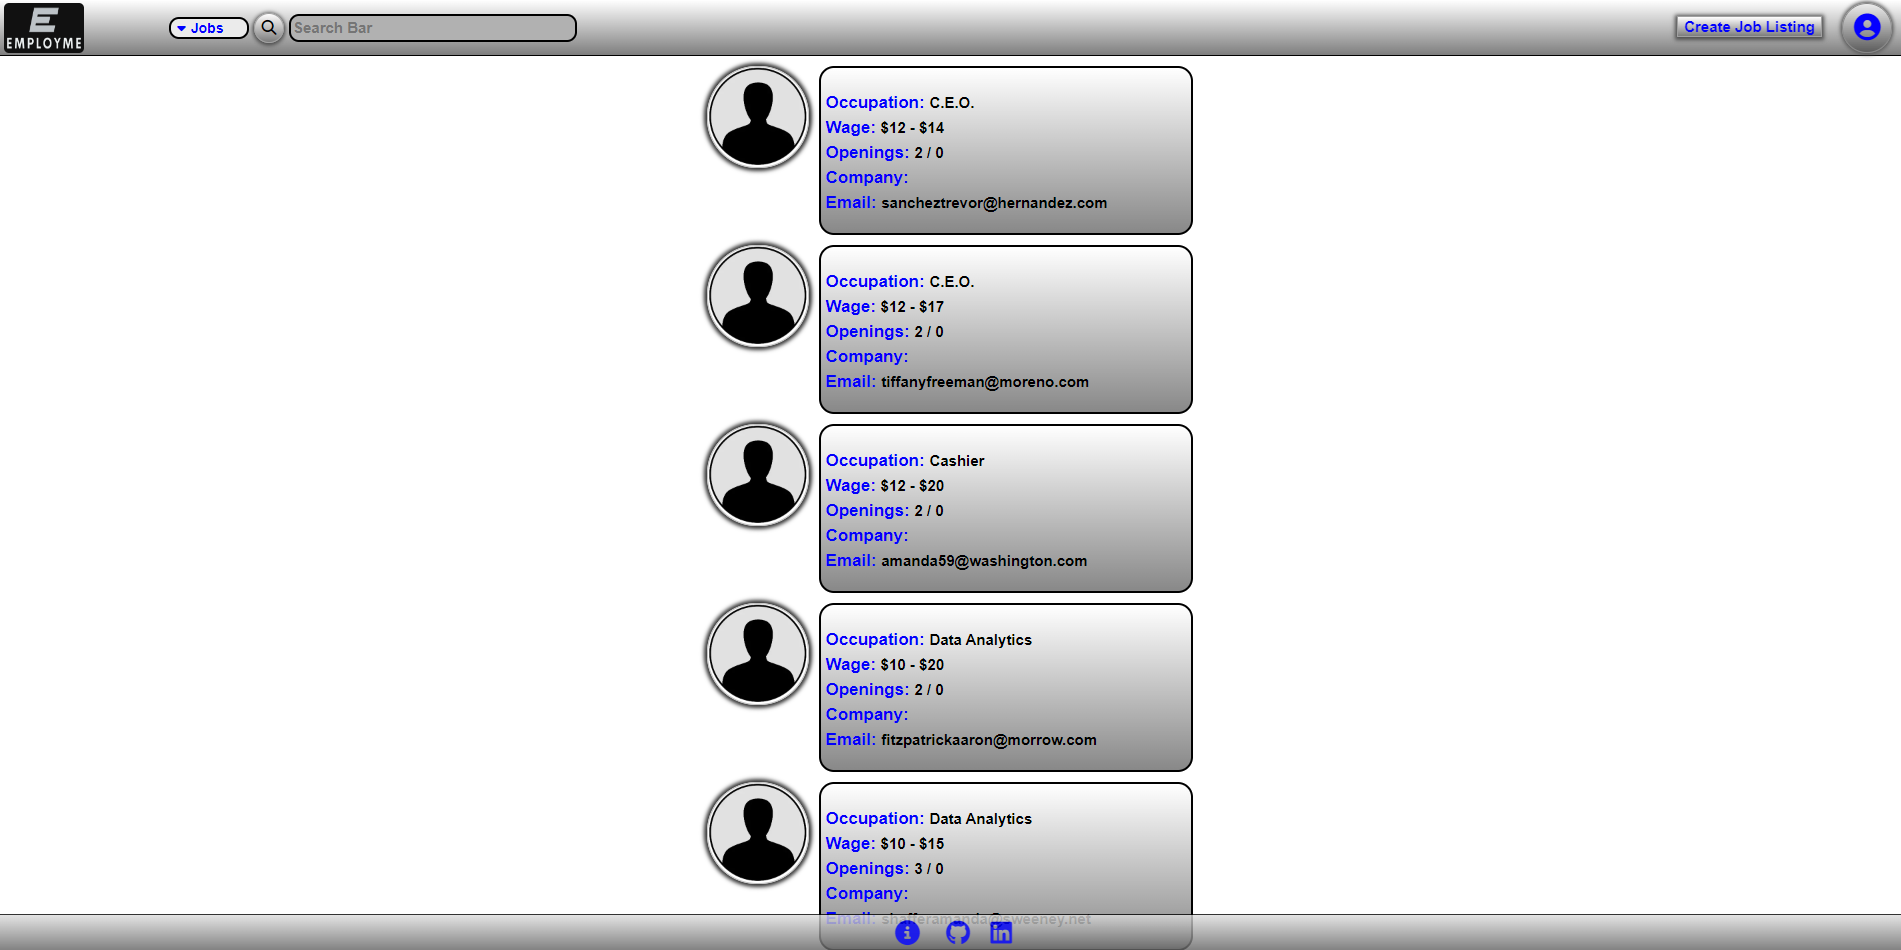 E
EMPLOYME
Jobs
Search Bar
Create Job Listing
Occupation: C.E.O.
Wage: $12 - $14
Openings: 2 / 0
Company:
Email: sancheztrevor@hernandez.com
Occupation: C.E.O.
Wage: $12 - $17
Openings: 2 / 0
Company:
Email: tiffanyfreeman@moreno.com
Occupation: Cashier
Wage: $12 - $20
Openings: 2 / 0
Company:
Email: amanda59@washington.com
Occupation: Data Analytics
Wage: $10 - $20
Openings: 2 / 0
Company:
Email: fitzpatrickaaron@morrow.com
Occupation: Data Analytics
Wage: $10 - $15
Openings: 3 / 0
Company:
Email: shafferamanda@sweeney.net
in